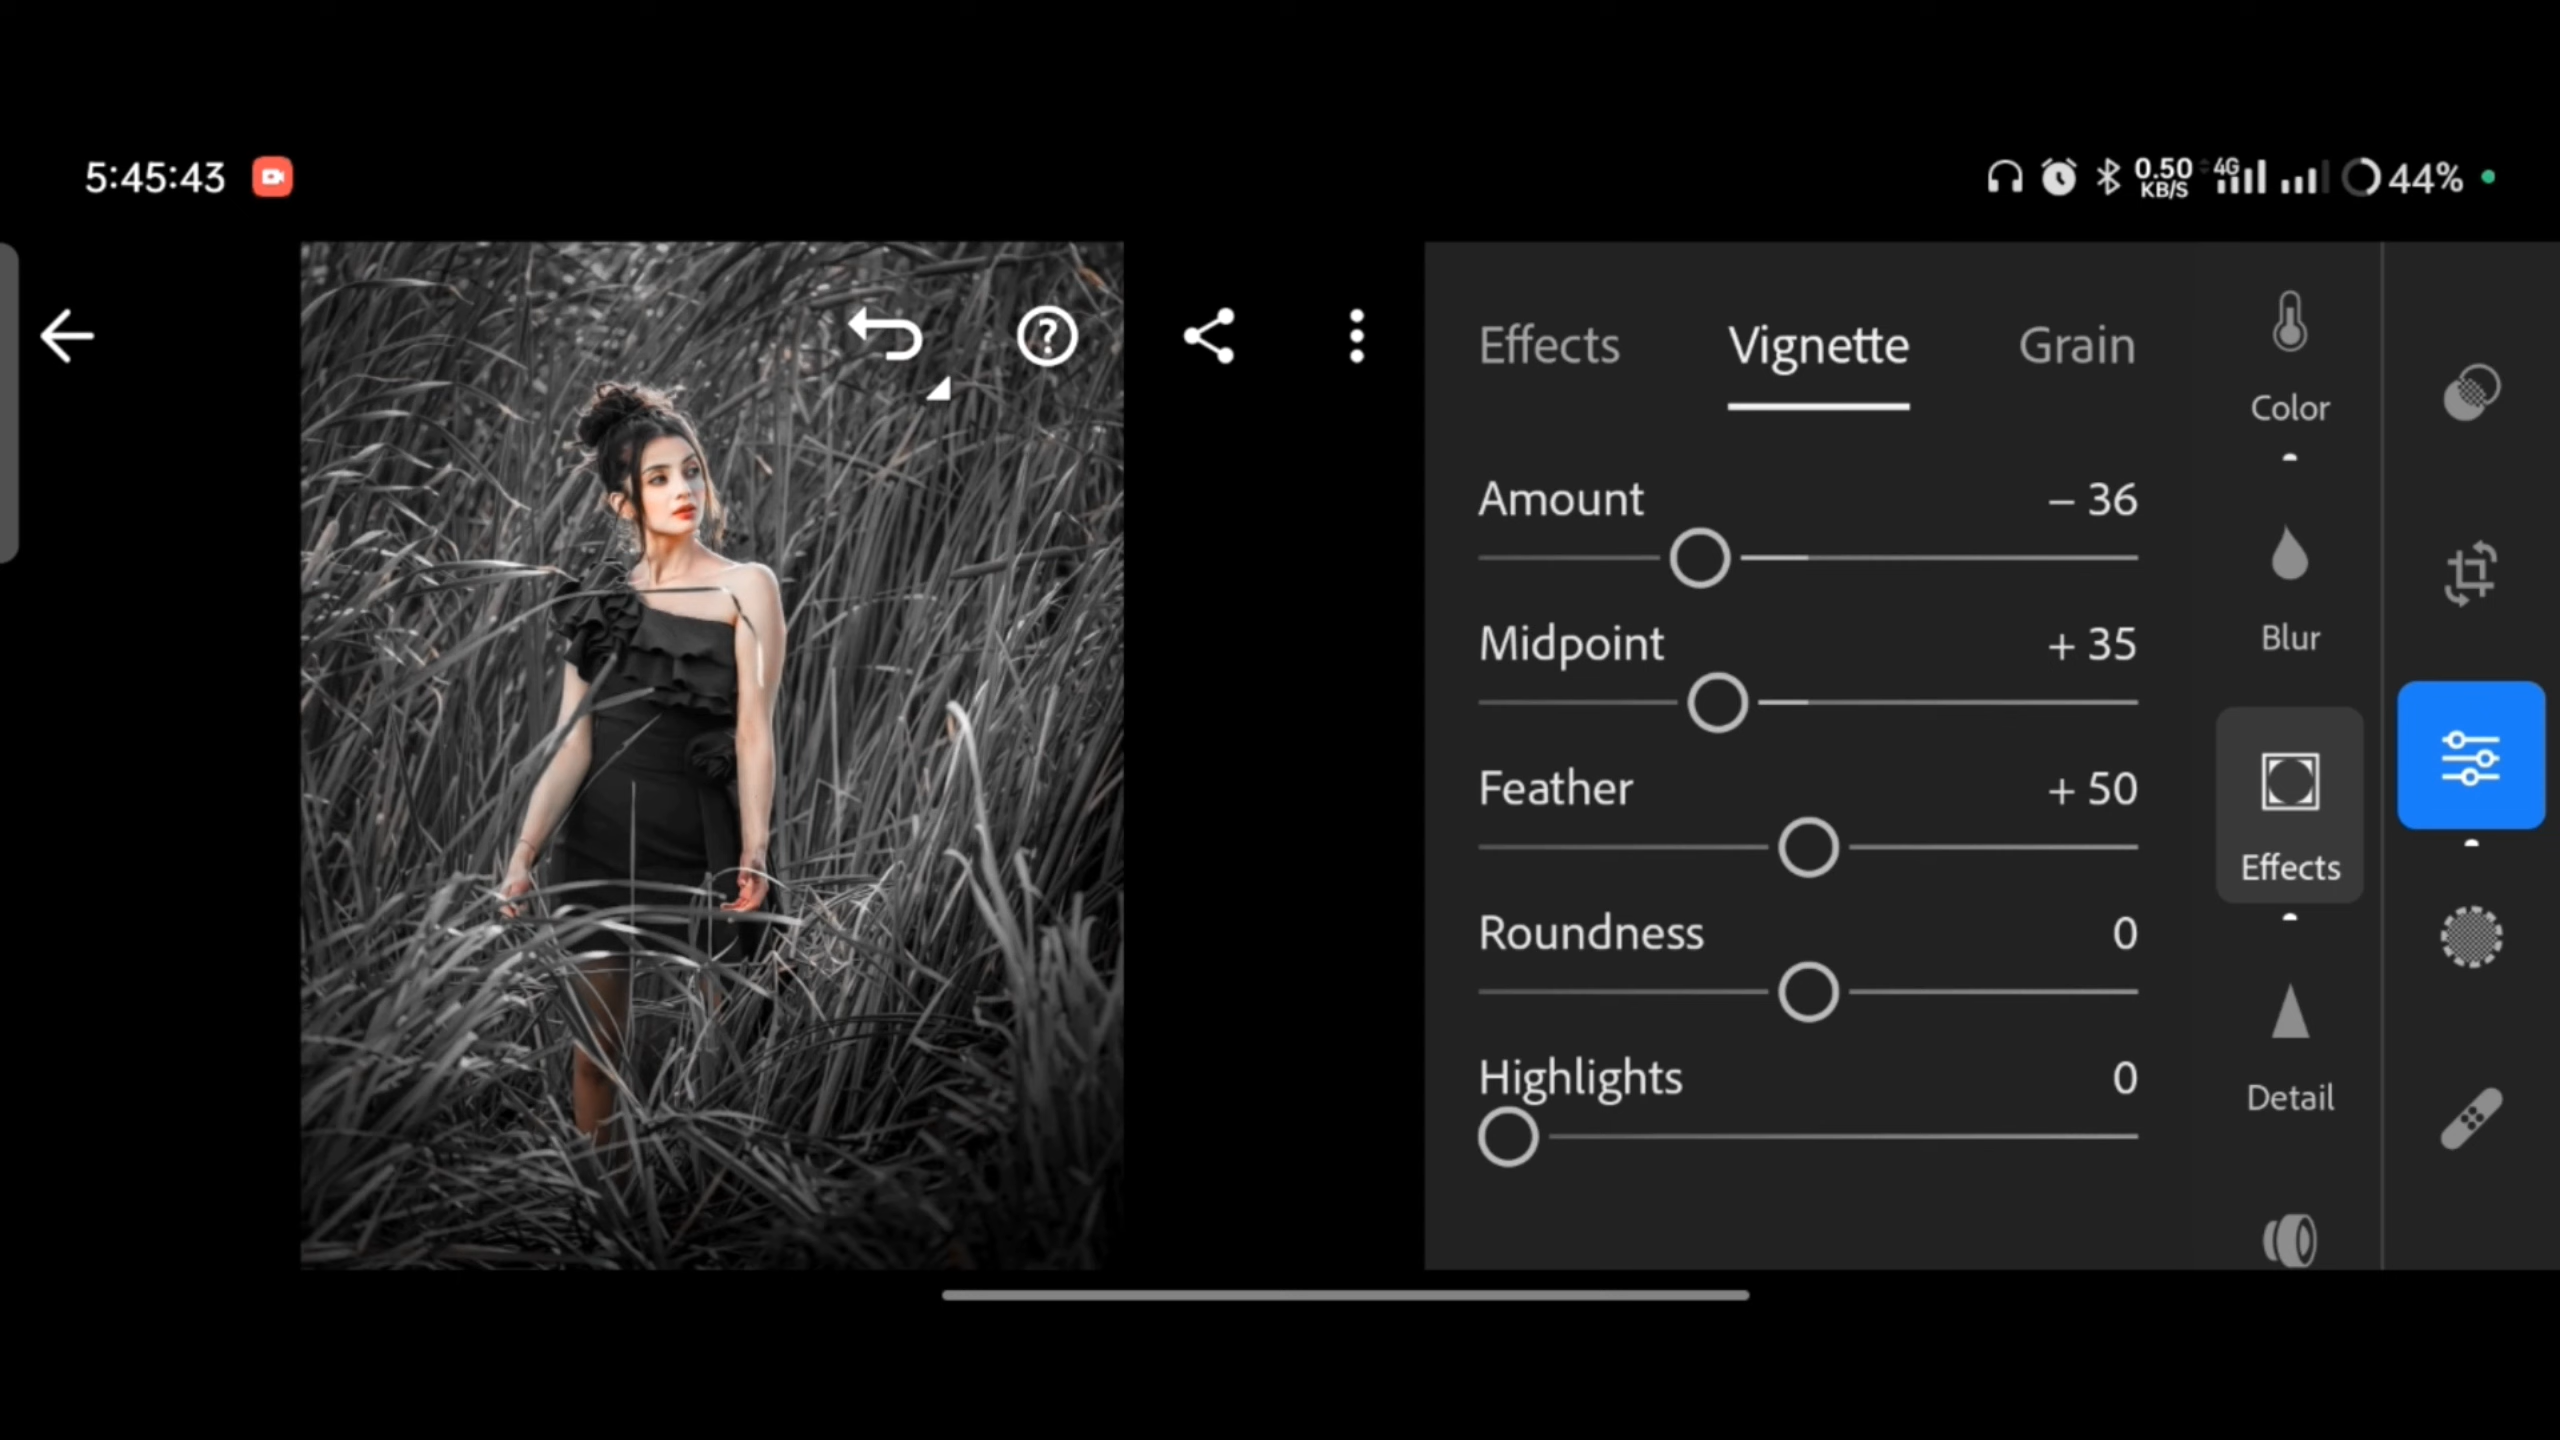 5:45:43
0.50 KB/S 4G 44%
Effects Vignette Grain
Amount − 36
Midpoint + 35
Feather + 50
Roundness 0
Highlights 0
Color
Blur
Effects
Detail